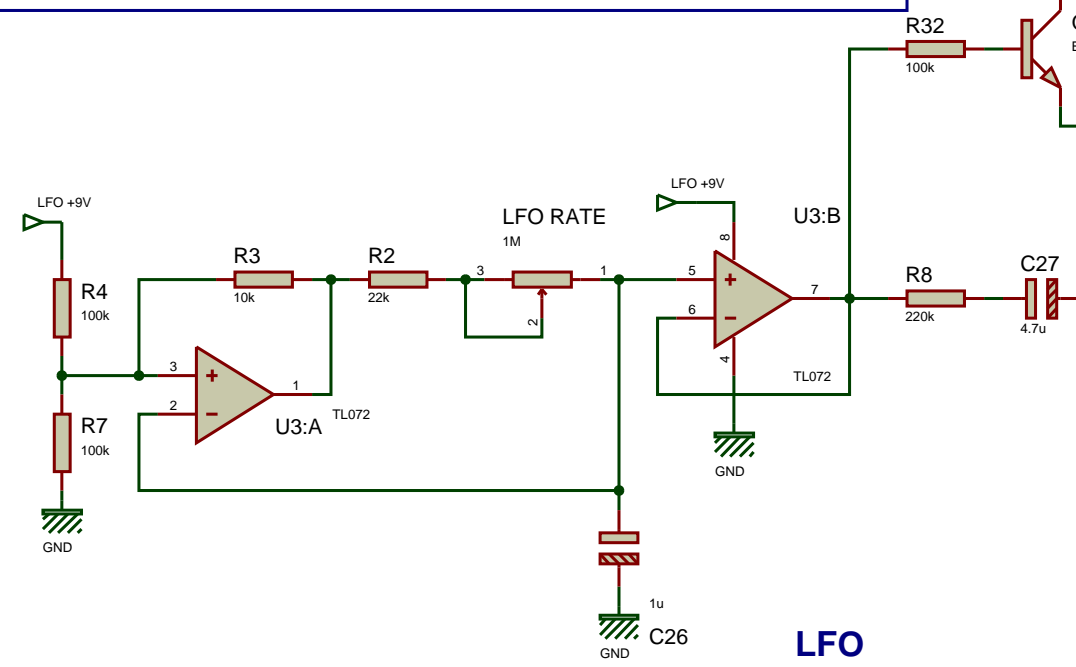 R32
100k
LFO +9V
LFO +9V
U3:B
LFO RATE
1M
8
R3
10k
R2
22k
3
1
2
5
6
7
4
+
−
TL072
R8
220k
C27
4.7u
R4
100k
3
2
1
+
−
U3:A
TL072
R7
100k
GND
GND
1u
C26
GND
LFO